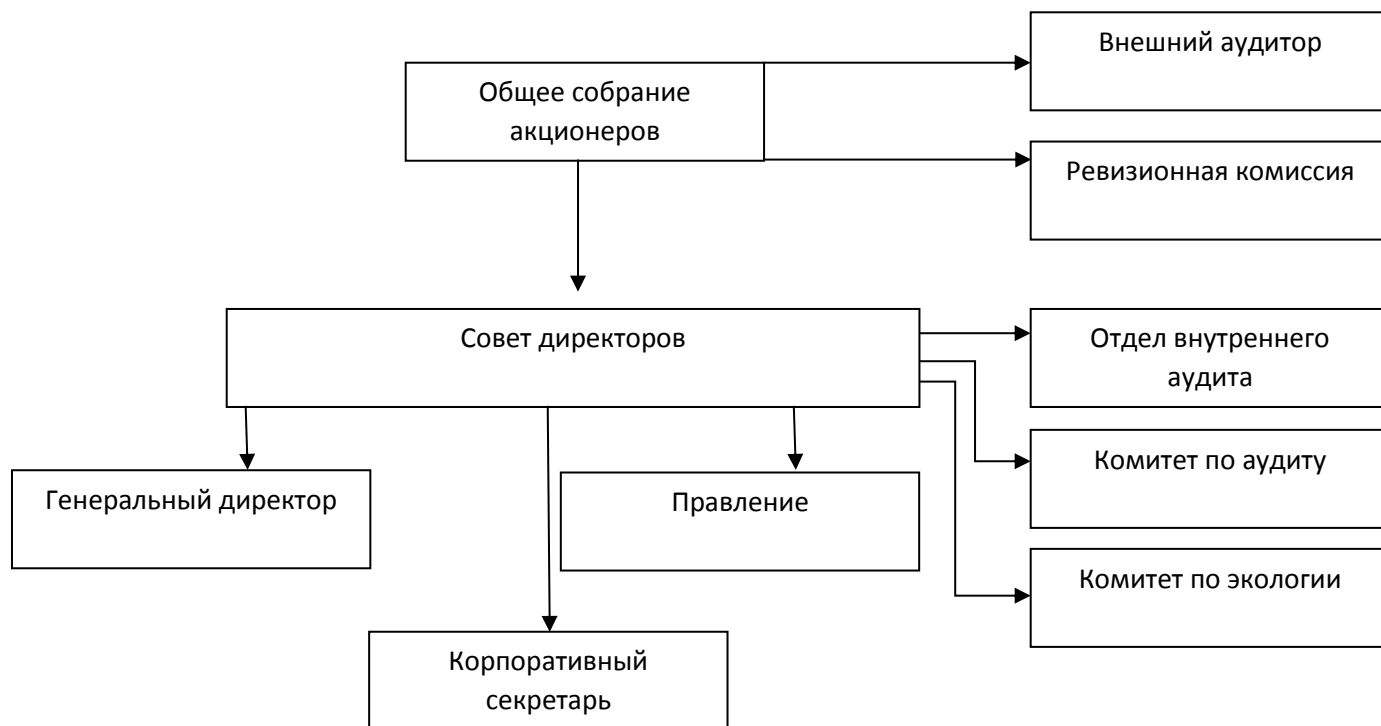 Внешний аудитор
Общее собрание
акционеров
Ревизионная комиссия
Совет директоров
Отдел внутреннего
аудита
Комитет по аудиту
Генеральный директор
Правление
Комитет по экологии
Корпоративный
секретарь